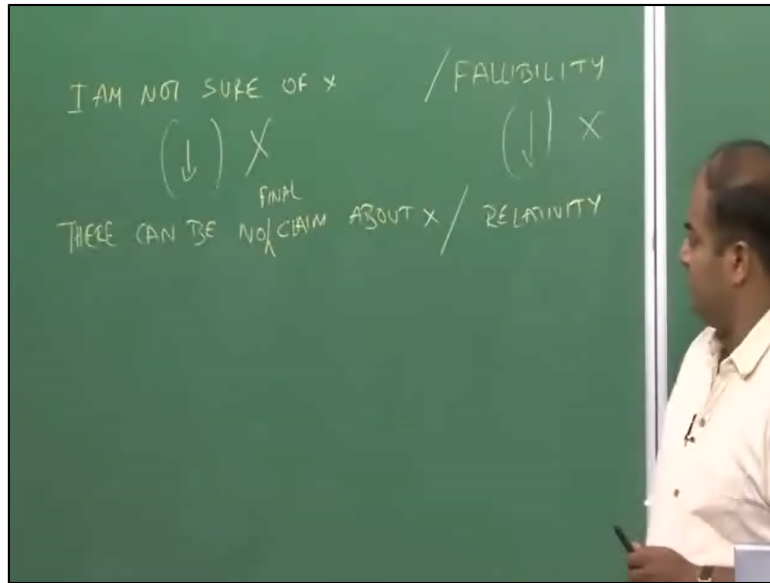 I AM NOT SURE OF X / FALLIBILITY
(↓) X (↓) X
FINAL
THERE CAN BE NO CLAIM ABOUT X / RELATIVITY